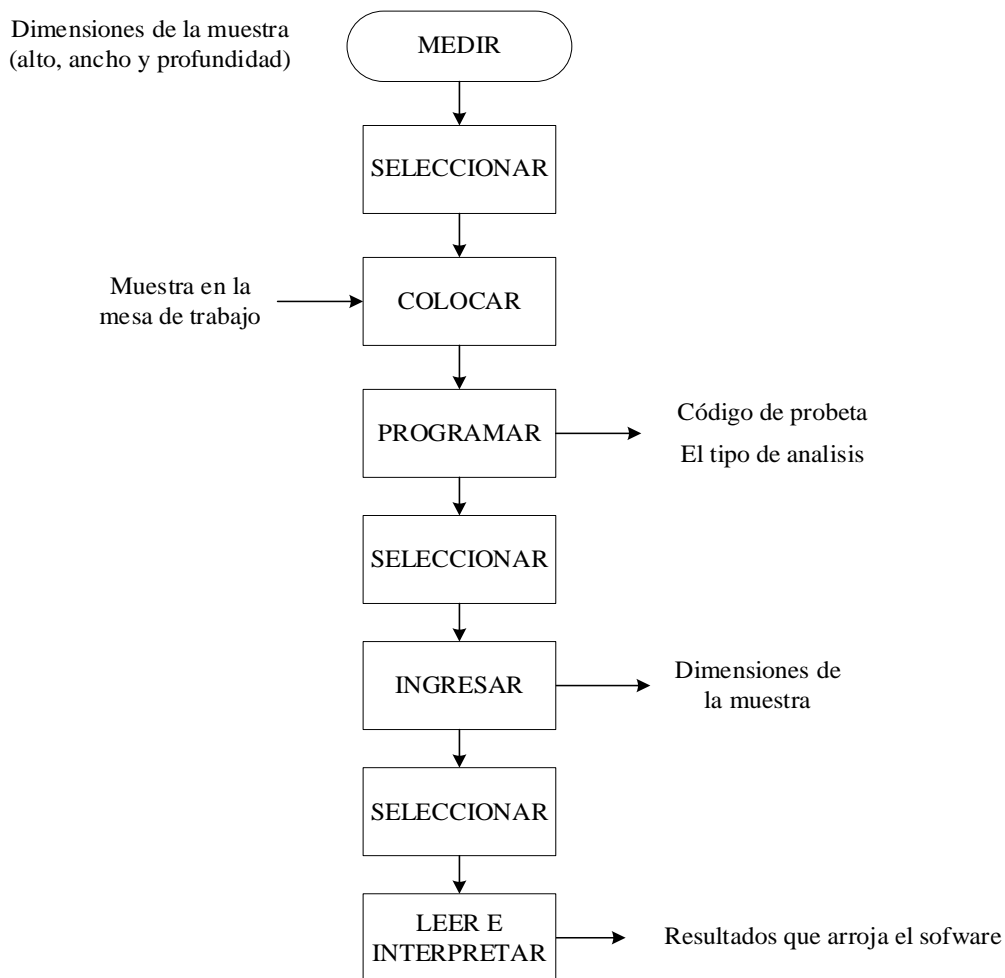 Dimensiones de la muestra
(alto, ancho y profundidad)
MEDIR
SELECCIONAR
Muestra en la
mesa de trabajo
COLOCAR
PROGRAMAR
Código de probeta
El tipo de analisis
SELECCIONAR
INGRESAR
Dimensiones de
la muestra
SELECCIONAR
LEER E
INTERPRETAR
Resultados que arroja el sofware